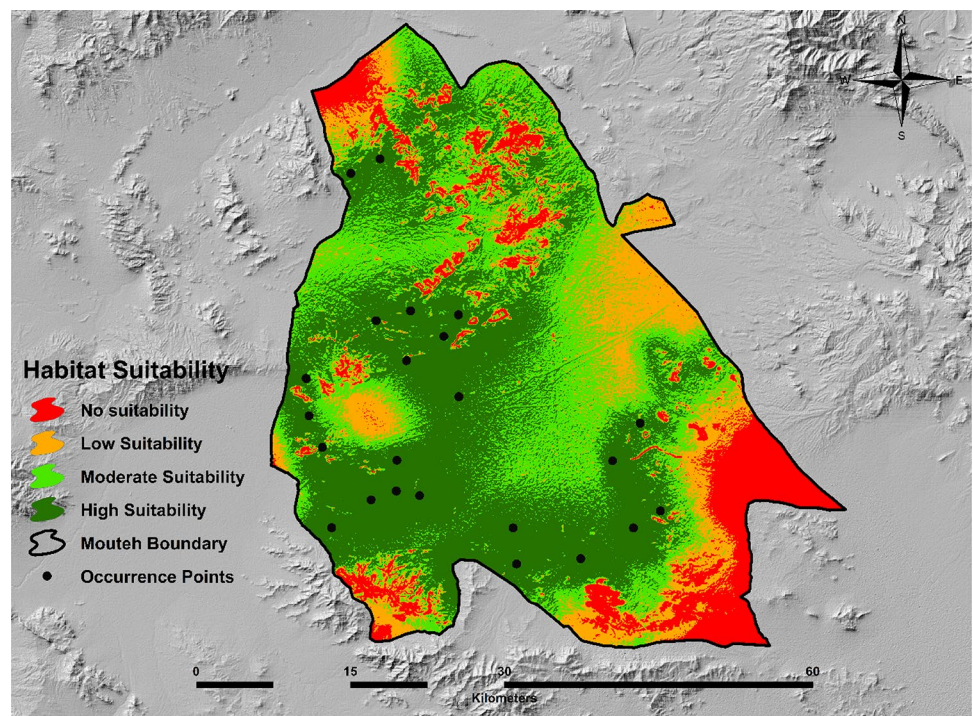 N
W E
S
Habitat Suitability
No suitability
Low Suitability
Moderate Suitability
High Suitability
Mouteh Boundary
Occurrence Points
0 15 30 60
Kilometers